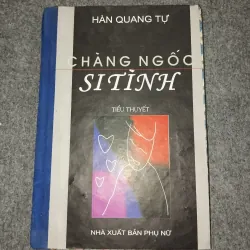 HÀN QUANG TỰ
CHÀNG NGỐC
SI TÌNH
TIỂU THUYẾT
NHÀ XUẤT BẢN PHỤ NỮ